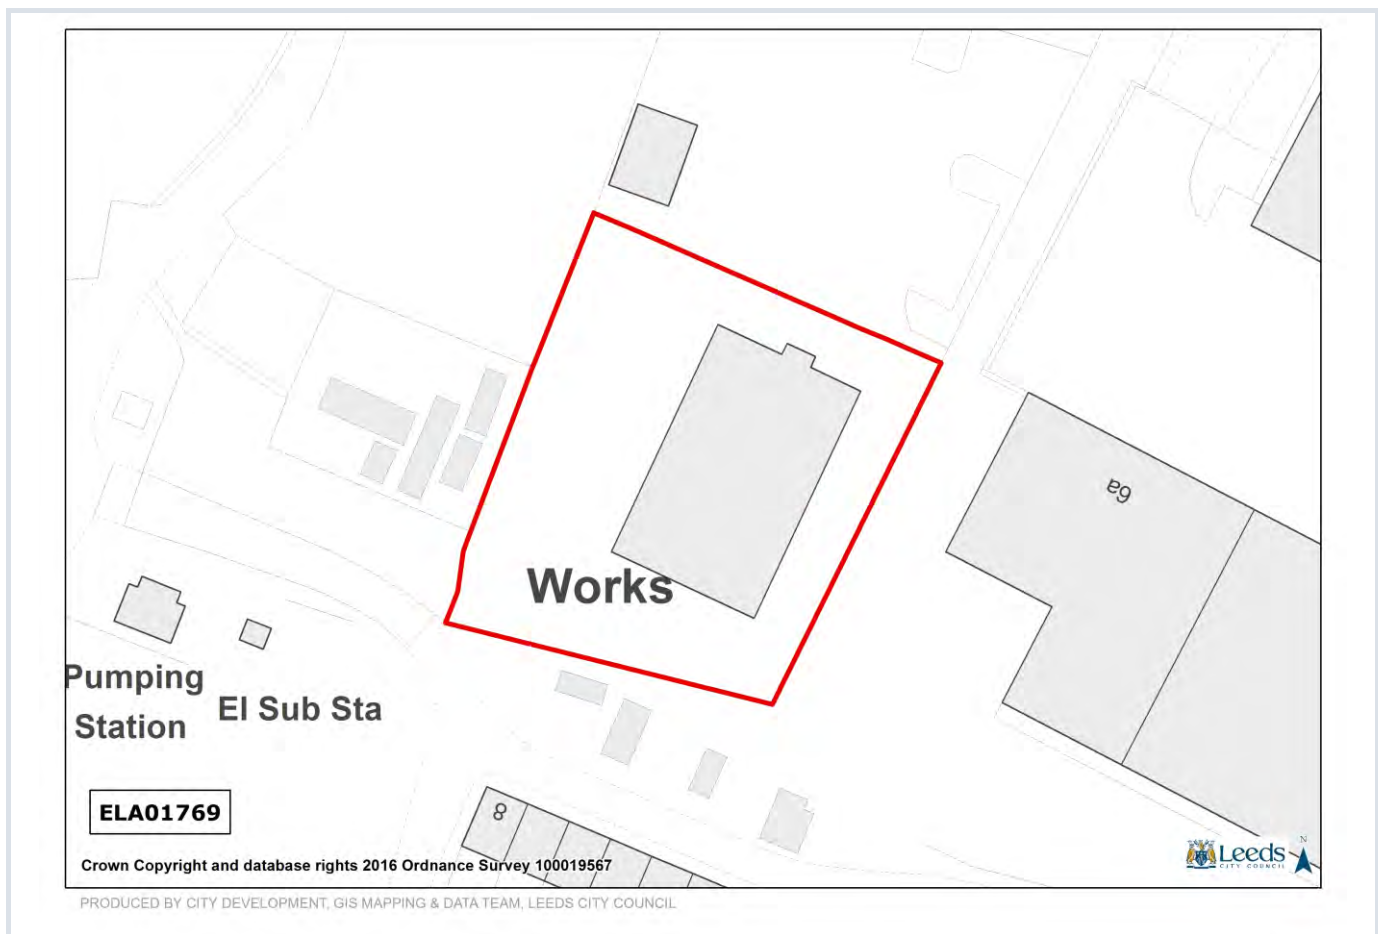 6a
Works
Pumping
Station
El Sub Sta
ELA01769
8
Crown Copyright and database rights 2016 Ordnance Survey 100019567
Leeds
CITY COUNCIL
N
PRODUCED BY CITY DEVELOPMENT, GIS MAPPING & DATA TEAM, LEEDS CITY COUNCIL